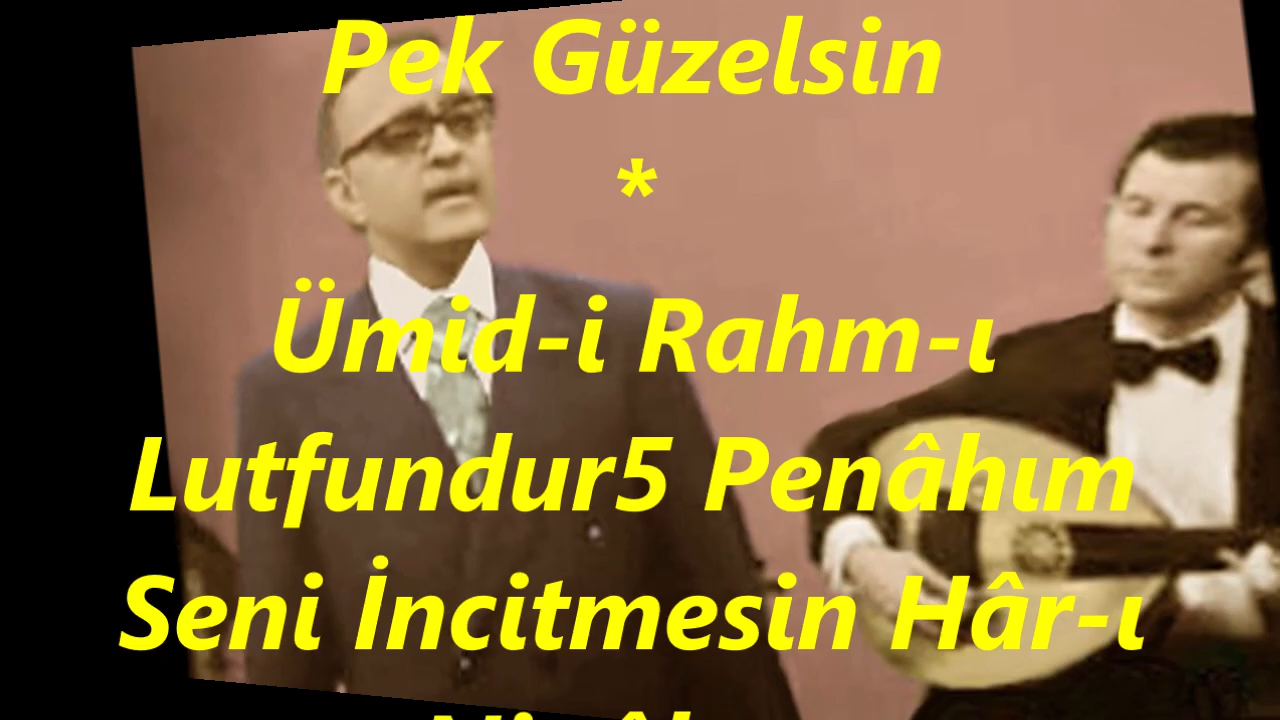 Pek Güzelsin
*
Ümid-i Rahm-ı
Lutfundur5 Penâhım
Seni İncitmesin Hâr-ı